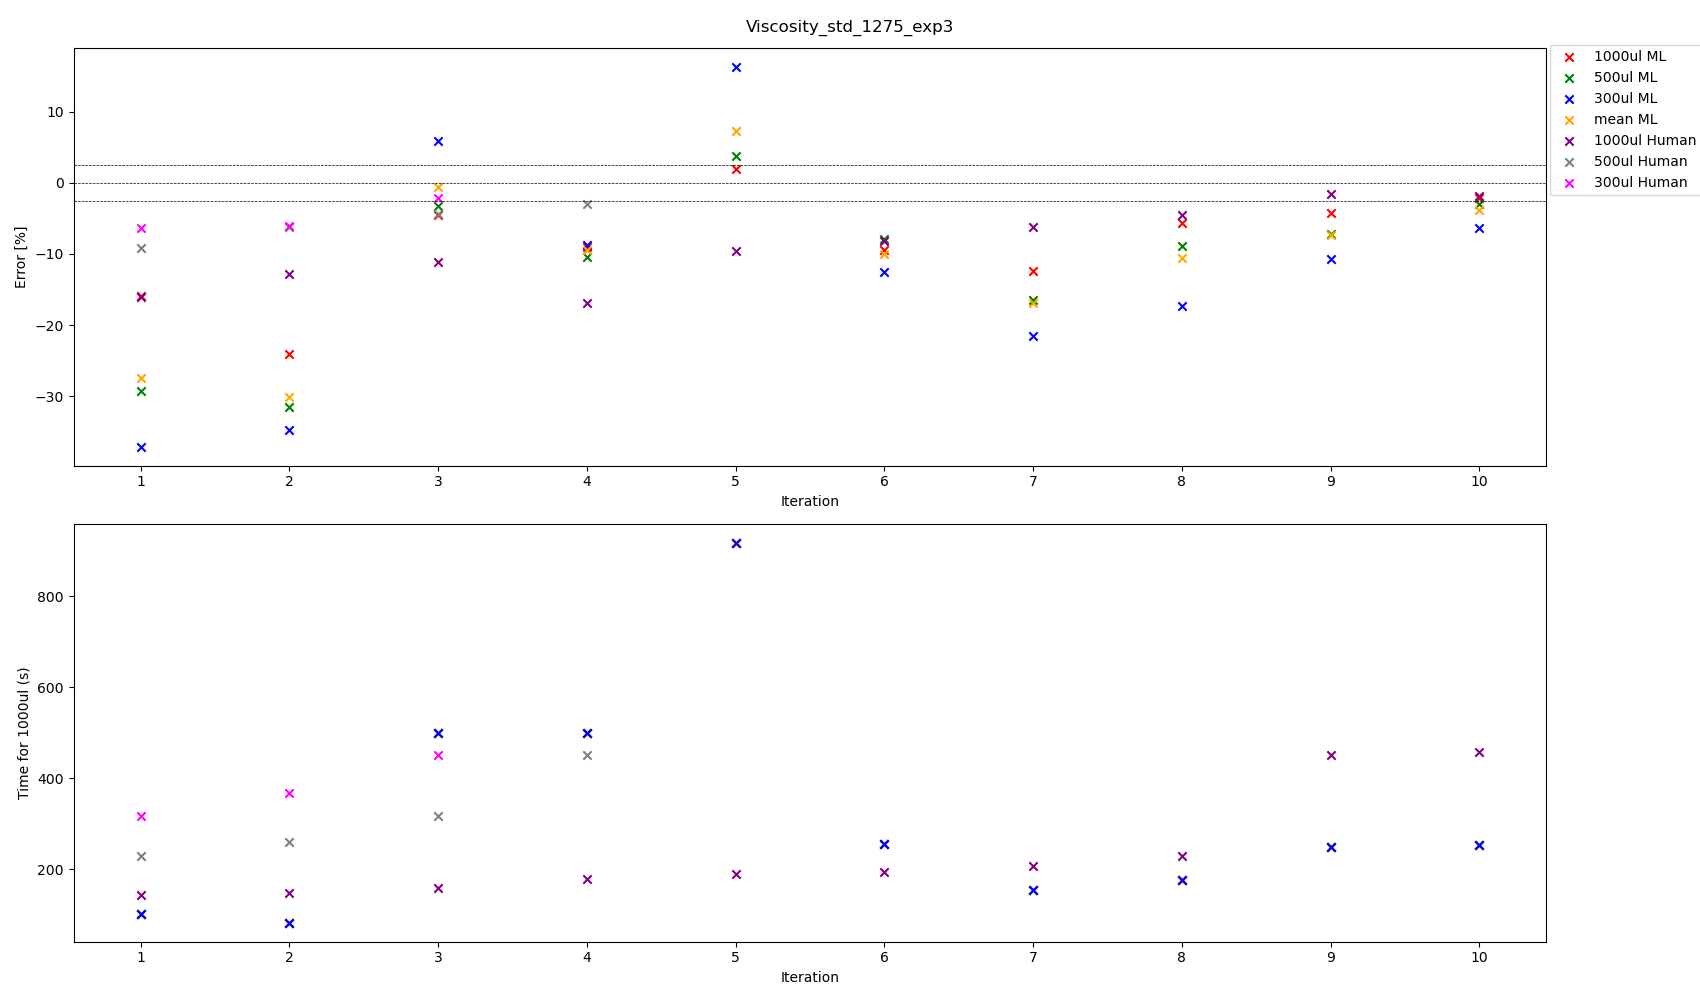 Viscosity_std_1275_exp3
Error [%]
10
0
−10
−20
−30
1 2 3 4 5 6 7 8 9 10
Iteration
1000ul ML
500ul ML
300ul ML
mean ML
1000ul Human
500ul Human
300ul Human
Time for 1000ul (s)
800
600
400
200
1 2 3 4 5 6 7 8 9 10
Iteration